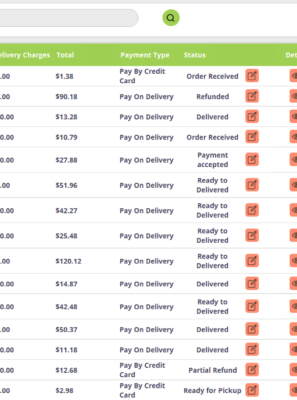 elivery Charges Total Payment Type Status Det
.00 $1.38 Pay By Credit Card Order Received
.00 $90.18 Pay On Delivery Refunded
0.00 $13.28 Pay On Delivery Delivered
0.00 $10.79 Pay On Delivery Order Received
0.00 $27.88 Pay On Delivery Payment accepted
.00 $51.96 Pay On Delivery Ready to Delivered
0.00 $42.27 Pay On Delivery Ready to Delivered
0.00 $25.48 Pay On Delivery Ready to Delivered
.00 $120.12 Pay On Delivery Ready to Delivered
0.00 $14.87 Pay On Delivery Delivered
0.00 $42.48 Pay On Delivery Ready to Delivered
.00 $50.37 Pay On Delivery Delivered
0.00 $11.18 Pay On Delivery Delivered
0.00 $12.68 Pay By Credit Card Partial Refund
.00 $2.98 Pay By Credit Card Ready for Pickup